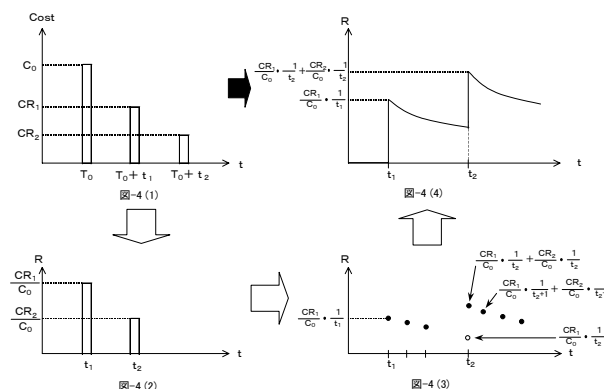 Cost
C₀
CR₁
CR₂
T₀ T₀+t₁ T₀+t₂ t
図-4 (1)
R
CR₁/C₀・1/t₂+CR₂/C₀・1/t₂
CR₁/C₀・1/t₁
t₁ t₂ t
図-4 (4)
R
CR₁/C₀
CR₂/C₀
t₁ t₂ t
図-4 (2)
R
CR₁/C₀・1/t₂+CR₂/C₀・1/t₂
CR₁/C₀・1/t₂+1+CR₂/C₀・1/t₂+
CR₁/C₀・1/t₁
CR₁/C₀・1/t₂
t₁ t₂ t
図-4 (3)